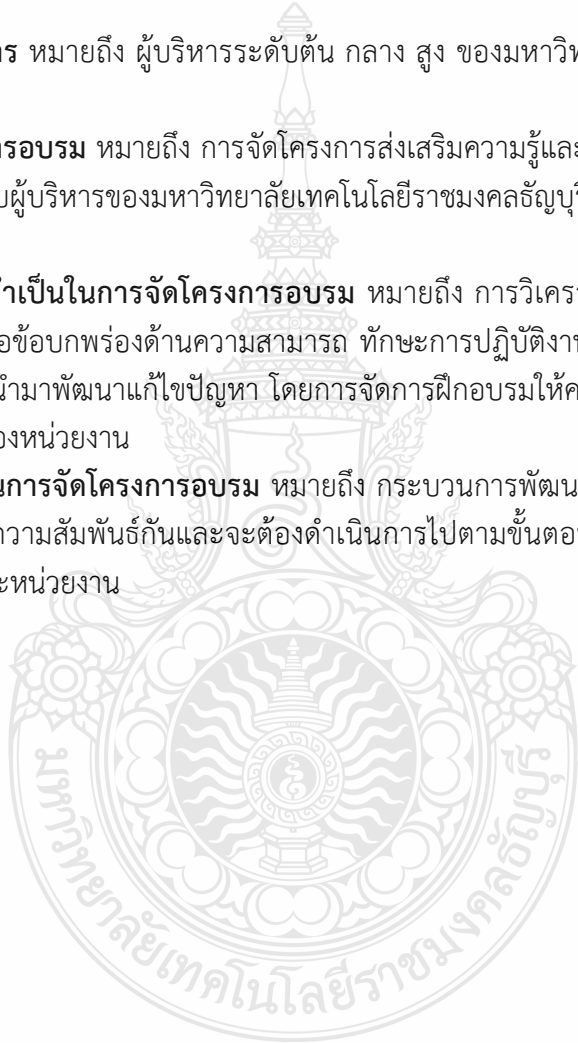 ร หมายถึง ผู้บริหารระดับต้น กลาง สูง ของมหาวิท
รอบรม หมายถึง การจัดโครงการส่งเสริมความรู้และ
บผู้บริหารของมหาวิทยาลัยเทคโนโลยีราชมงคลธัญบุรี
ำเป็นในการจัดโครงการอบรม หมายถึง การวิเครา
อข้อบกพร่องด้านความสามารถ ทักษะการปฏิบัติงาน
นำมาพัฒนาแก้ไขปัญหา โดยการจัดการฝึกอบรมให้ค
องหน่วยงาน
นการจัดโครงการอบรม หมายถึง กระบวนการพัฒน
ความสัมพันธ์กันและจะต้องดำเนินการไปตามขั้นตอน
ะหน่วยงาน
มหาวิทยาลัยเทคโนโลยีราชมงคลธัญบุรี